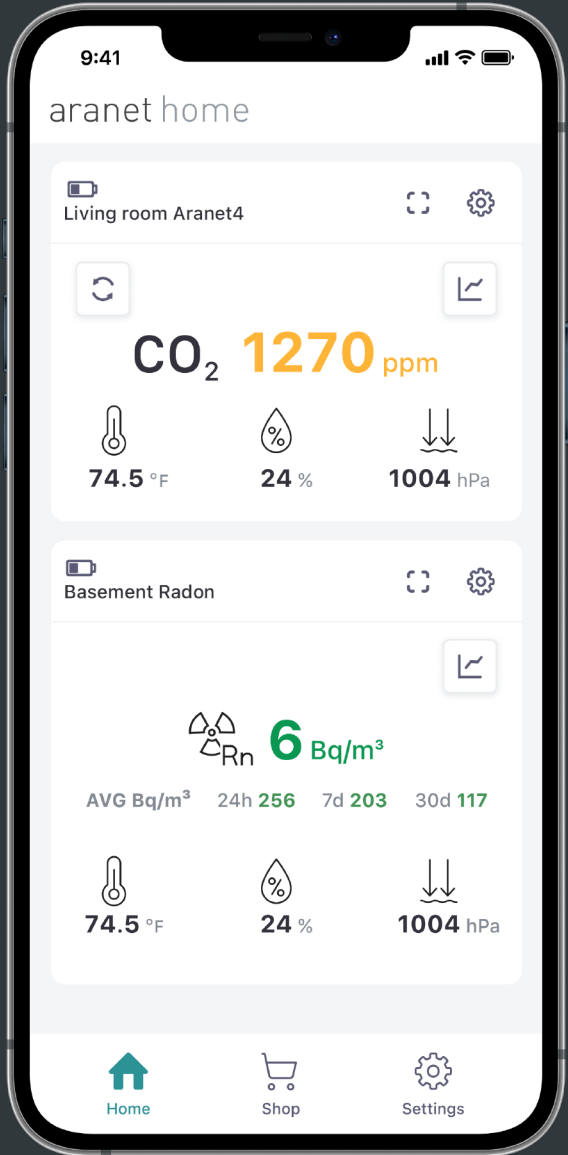 9:41
aranet home
Living room Aranet4
CO₂ 1270 ppm
%
74.5 °F 24 % 1004 hPa
Basement Radon
Rn 6 Bq/m³
AVG Bq/m³ 24h 256 7d 203 30d 117
%
74.5 °F 24 % 1004 hPa
Home Shop Settings